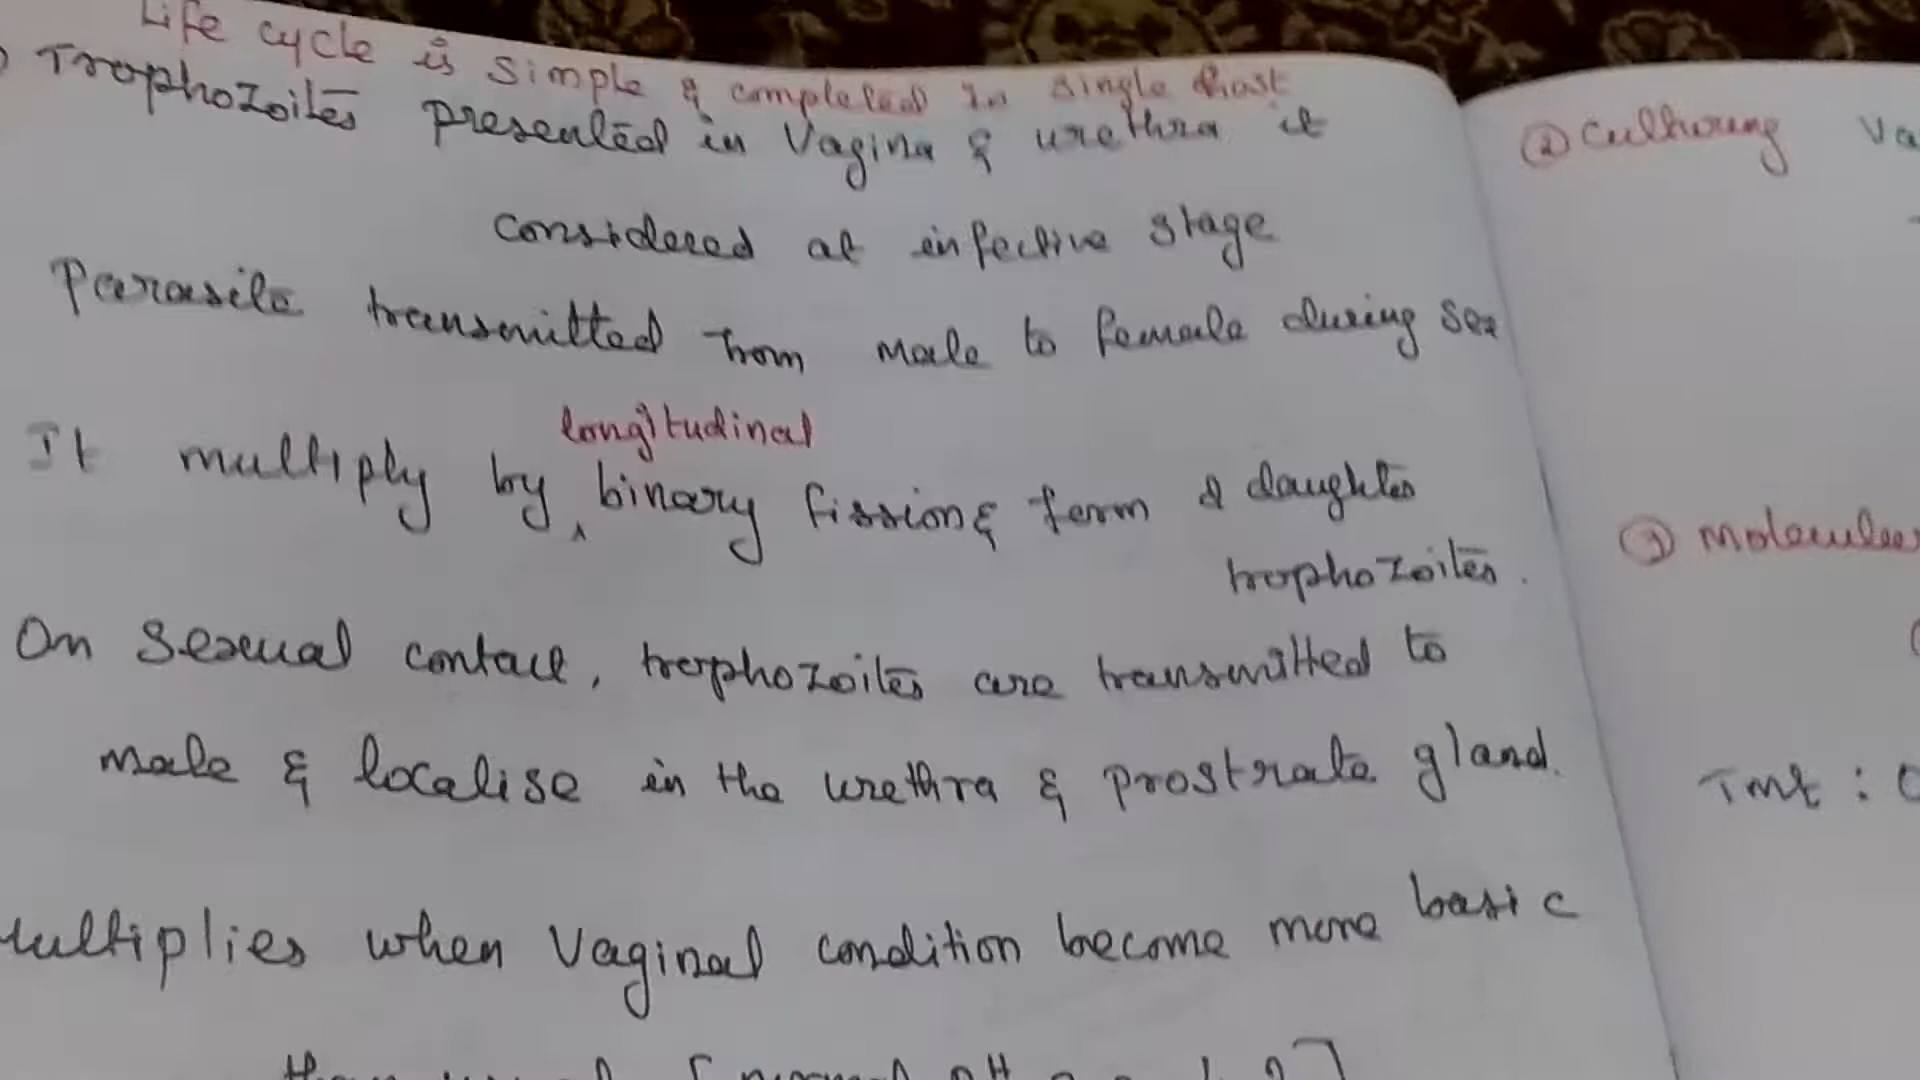 Life cycle is simple & completed in single host
Trophozoites presented in Vagina & urethra it
considered at infective stage
Parasite transmitted from male to female during sex
It multiply by longitudinal binary fission & form 2 daughter
trophozoites.
On Sexual contact, trophozoites are transmitted to
male & localise in the urethra & prostrate gland.
multiplies when Vaginal condition become more basic
② Culturing Va
③ Molecular
Tmt :